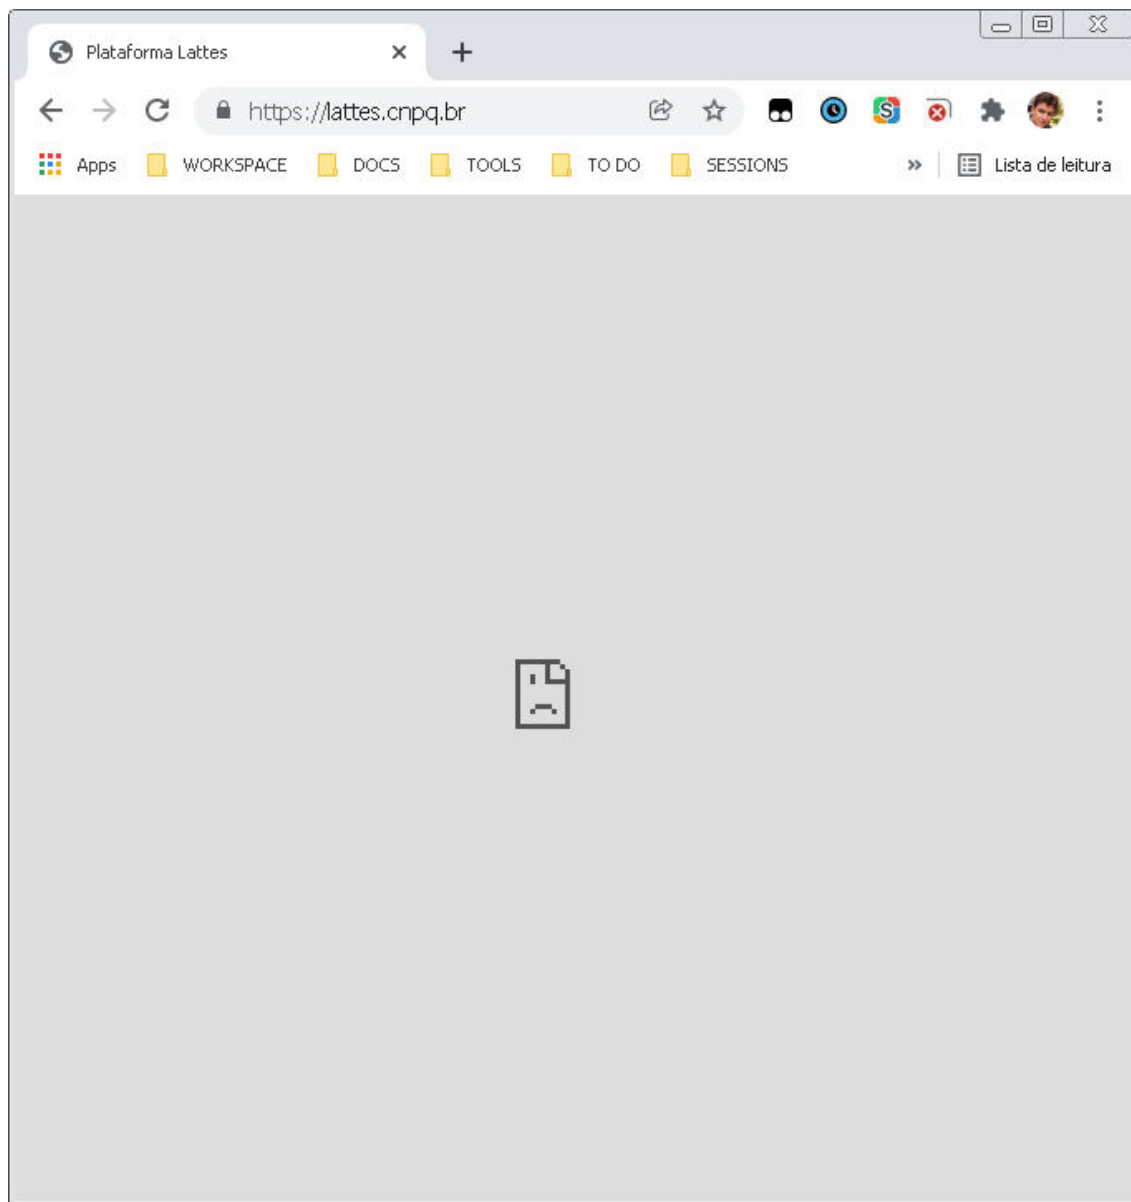 Plataforma Lattes
https://lattes.cnpq.br
Apps WORKSPACE DOCS TOOLS TO DO SESSIONS » Lista de leitura